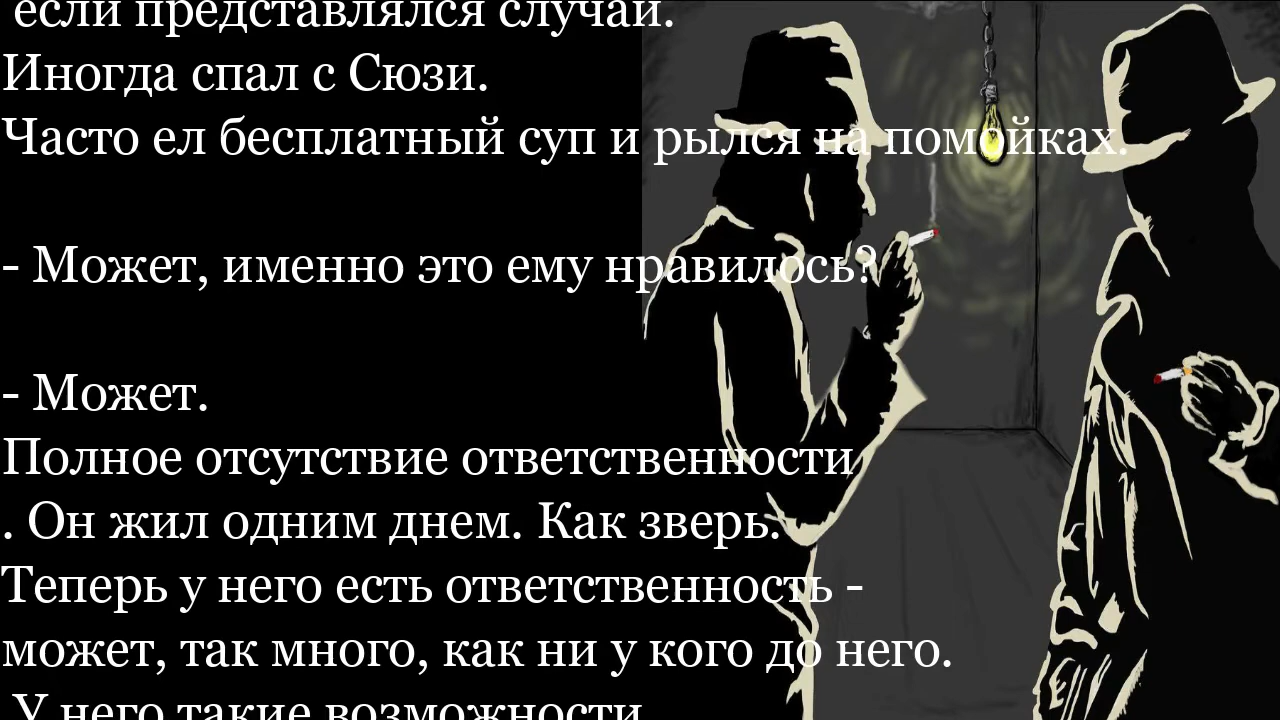 если представлялся случай.
Иногда спал с Сюзи.
Часто ел бесплатный суп и рылся на помойках.
- Может, именно это ему нравилось?
- Может.
Полное отсутствие ответственности
. Он жил одним днем. Как зверь.
Теперь у него есть ответственность -
может, так много, как ни у кого до него.
У него такие возможности